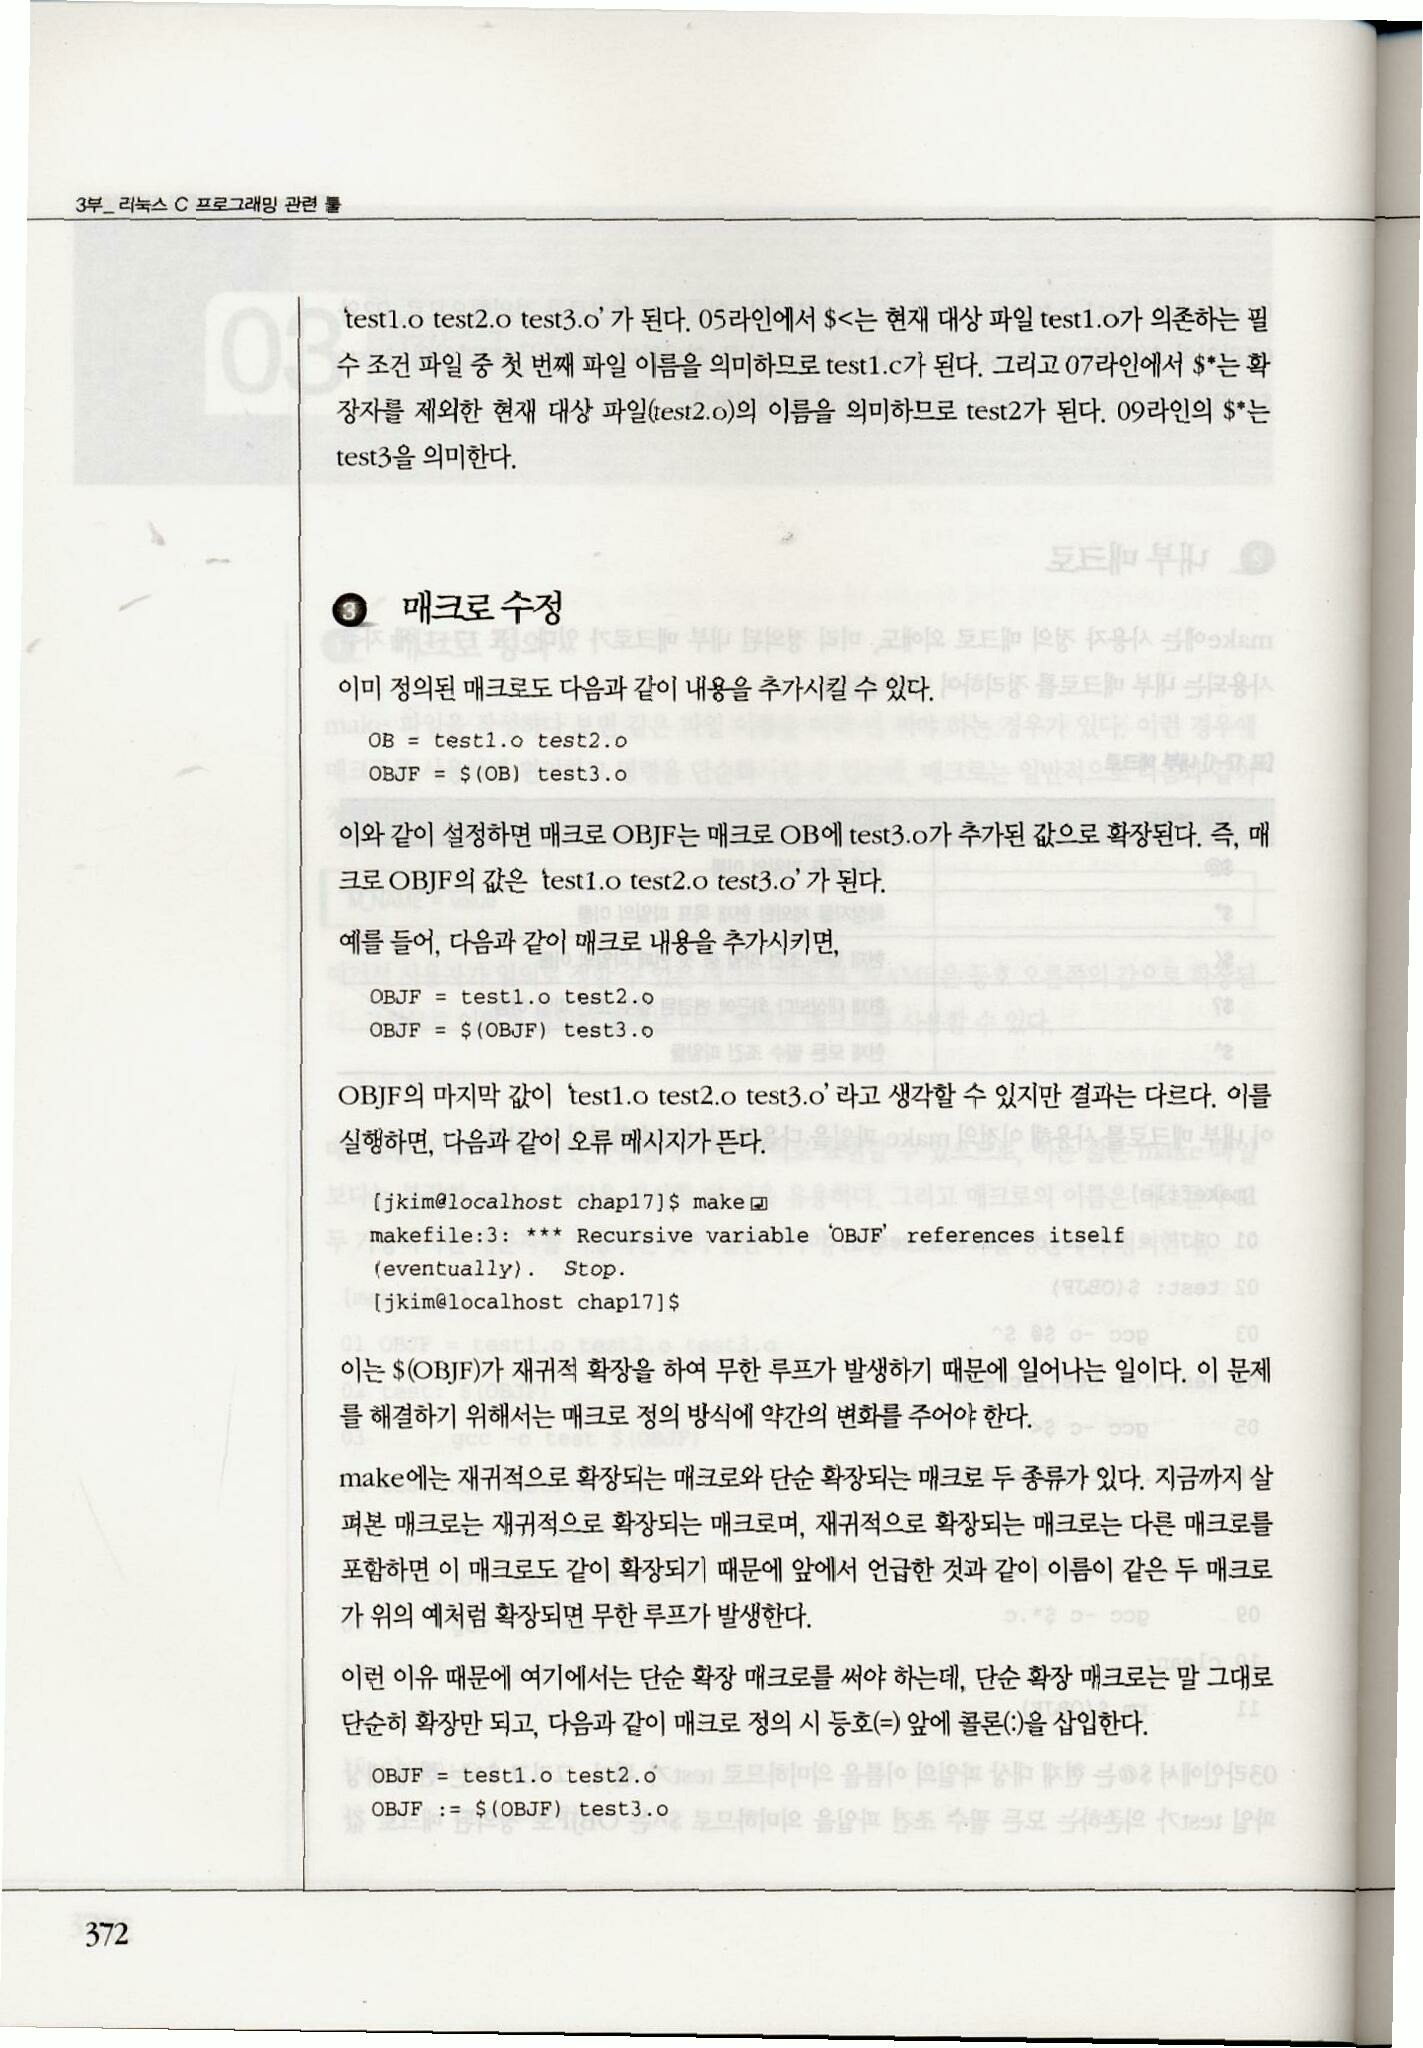 3부_ 리눅스 C 프로그래밍 관련 툴
'test1.o test2.o test3.o' 가 된다. 05라인에서 $<는 현재 대상 파일 test1.o가 의존하는 필
수 조건 파일 중 첫 번째 파일 이름을 의미하므로 test1.c가 된다. 그리고 07라인에서 $*는 확
장자를 제외한 현재 대상 파일(test2.o)의 이름을 의미하므로 test2가 된다. 09라인의 $*는
test3을 의미한다.
3 매크로 수정
이미 정의된 매크로도 다음과 같이 내용을 추가시킬 수 있다.
OB = test1.o test2.o
OBJF = $(OB) test3.o
이와 같이 설정하면 매크로 OBJF는 매크로 OB에 test3.o가 추가된 값으로 확장된다. 즉, 매
크로 OBJF의 값은 'test1.o test2.o test3.o' 가 된다.
예를 들어, 다음과 같이 매크로 내용을 추가시키면,
OBJF = test1.o test2.o
OBJF = $(OBJF) test3.o
OBJF의 마지막 값이 'test1.o test2.o test3.o' 라고 생각할 수 있지만 결과는 다르다. 이를
실행하면, 다음과 같이 오류 메시지가 뜬다.
[jkim@localhost chap17]$ make
makefile:3: *** Recursive variable 'OBJF' references itself
(eventually). Stop.
[jkim@localhost chap17]$
이는 $(OBJF)가 재귀적 확장을 하여 무한 루프가 발생하기 때문에 일어나는 일이다. 이 문제
를 해결하기 위해서는 매크로 정의 방식에 약간의 변화를 주어야 한다.
make에는 재귀적으로 확장되는 매크로와 단순 확장되는 매크로 두 종류가 있다. 지금까지 살
펴본 매크로는 재귀적으로 확장되는 매크로며, 재귀적으로 확장되는 매크로는 다른 매크로를
포함하면 이 매크로도 같이 확장되기 때문에 앞에서 언급한 것과 같이 이름이 같은 두 매크로
가 위의 예처럼 확장되면 무한 루프가 발생한다.
이런 이유 때문에 여기에서는 단순 확장 매크로를 써야 하는데, 단순 확장 매크로는 말 그대로
단순히 확장만 되고, 다음과 같이 매크로 정의 시 등호(=) 앞에 콜론(:)을 삽입한다.
OBJF = test1.o test2.o
OBJF := $(OBJF) test3.o
372